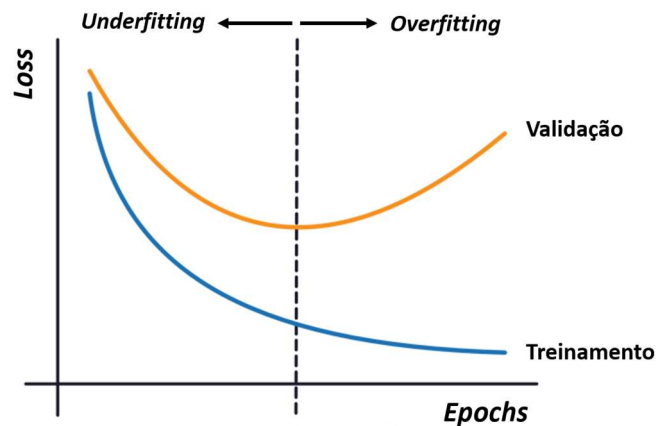 Underfitting
Overfitting
Loss
Validação
Treinamento
Epochs